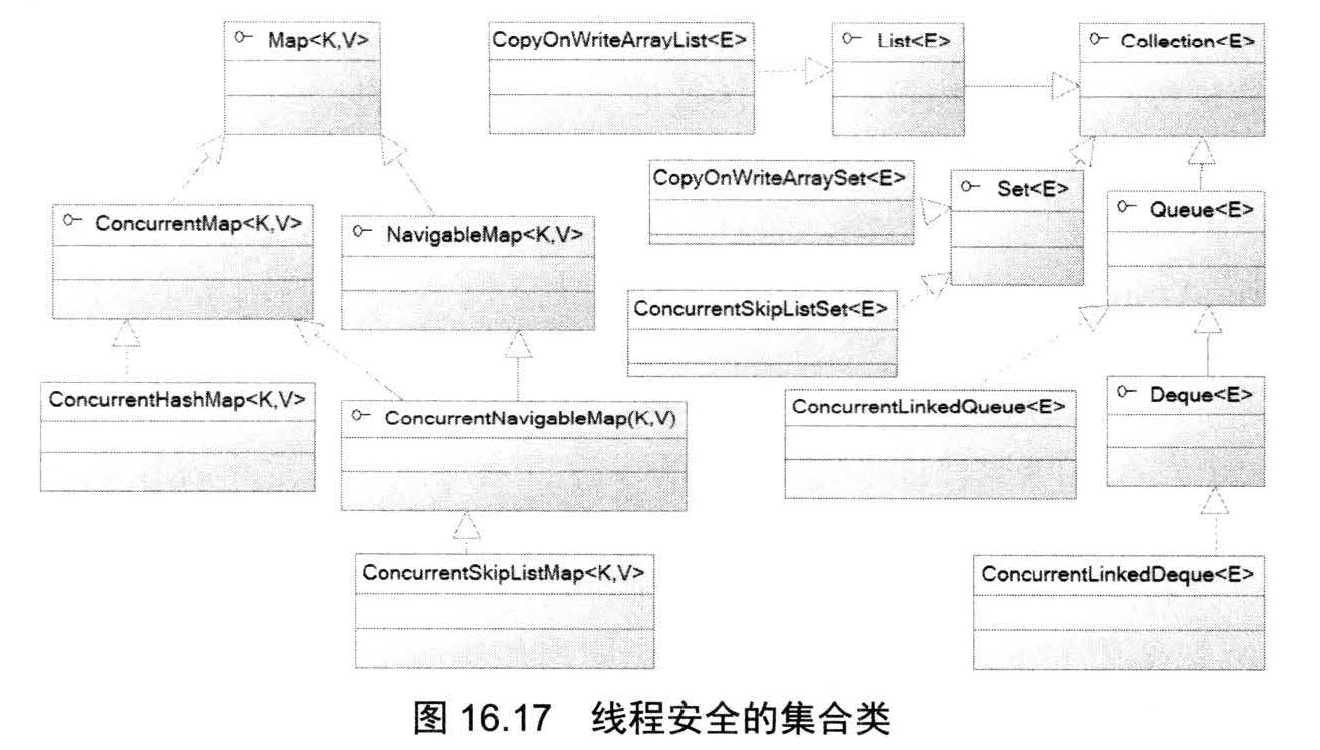 Map<K,V>
CopyOnWriteArrayList<E>
List<E>
Collection<E>
CopyOnWriteArraySet<E>
Set<E>
Queue<E>
ConcurrentMap<K,V>
NavigableMap<K,V>
ConcurrentSkipListSet<E>
ConcurrentHashMap<K,V>
ConcurrentNavigableMap(K,V)
ConcurrentLinkedQueue<E>
Deque<E>
ConcurrentSkipListMap<K,V>
ConcurrentLinkedDeque<E>
图 16.17 线程安全的集合类